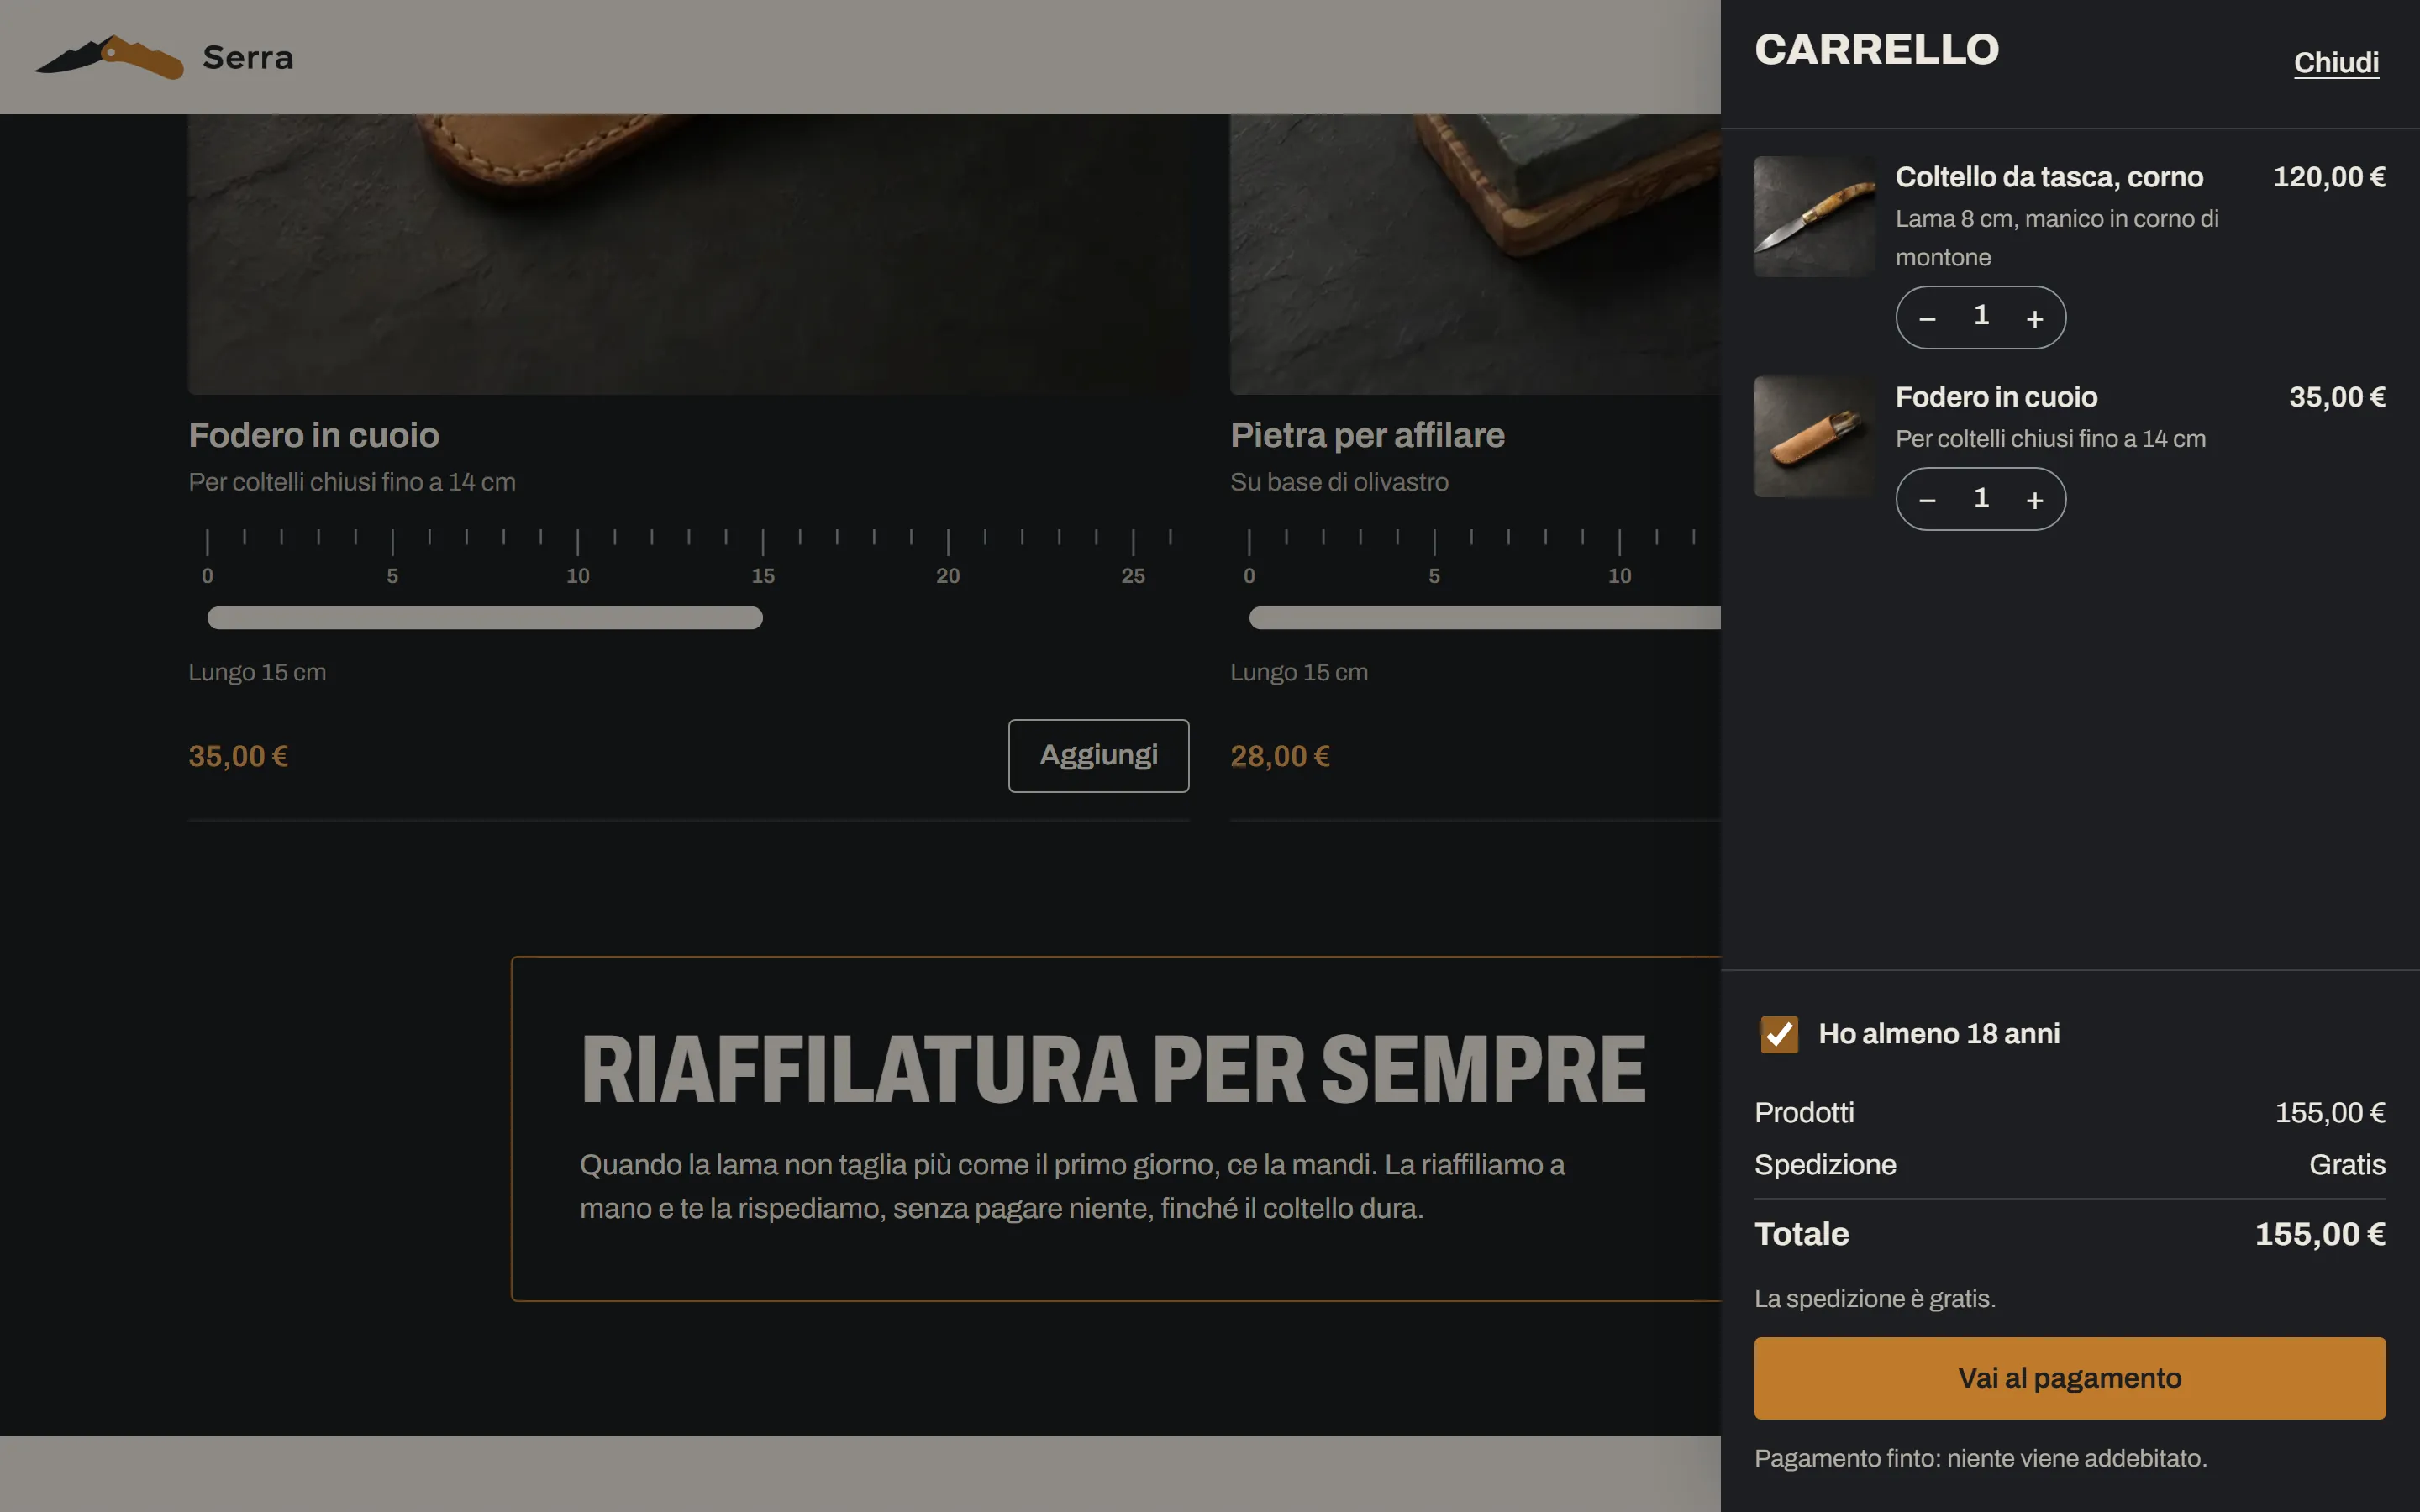 Serra
Fodero in cuoio
Per coltelli chiusi fino a 14 cm
0 5 10 15 20 25
Lungo 15 cm
35,00 €
Aggiungi
Pietra per affilare
Su base di olivastro
0 5 10
Lungo 15 cm
28,00 €
RIAFFILATURA PER SEMPRE
Quando la lama non taglia più come il primo giorno, ce la mandi. La riaffiliamo a
mano e te la rispediamo, senza pagare niente, finché il coltello dura.
CARRELLO
Chiudi
Coltello da tasca, corno
120,00 €
Lama 8 cm, manico in corno di
montone
− 1 +
Fodero in cuoio
35,00 €
Per coltelli chiusi fino a 14 cm
− 1 +
Ho almeno 18 anni
Prodotti 155,00 €
Spedizione Gratis
Totale 155,00 €
La spedizione è gratis.
Vai al pagamento
Pagamento finto: niente viene addebitato.